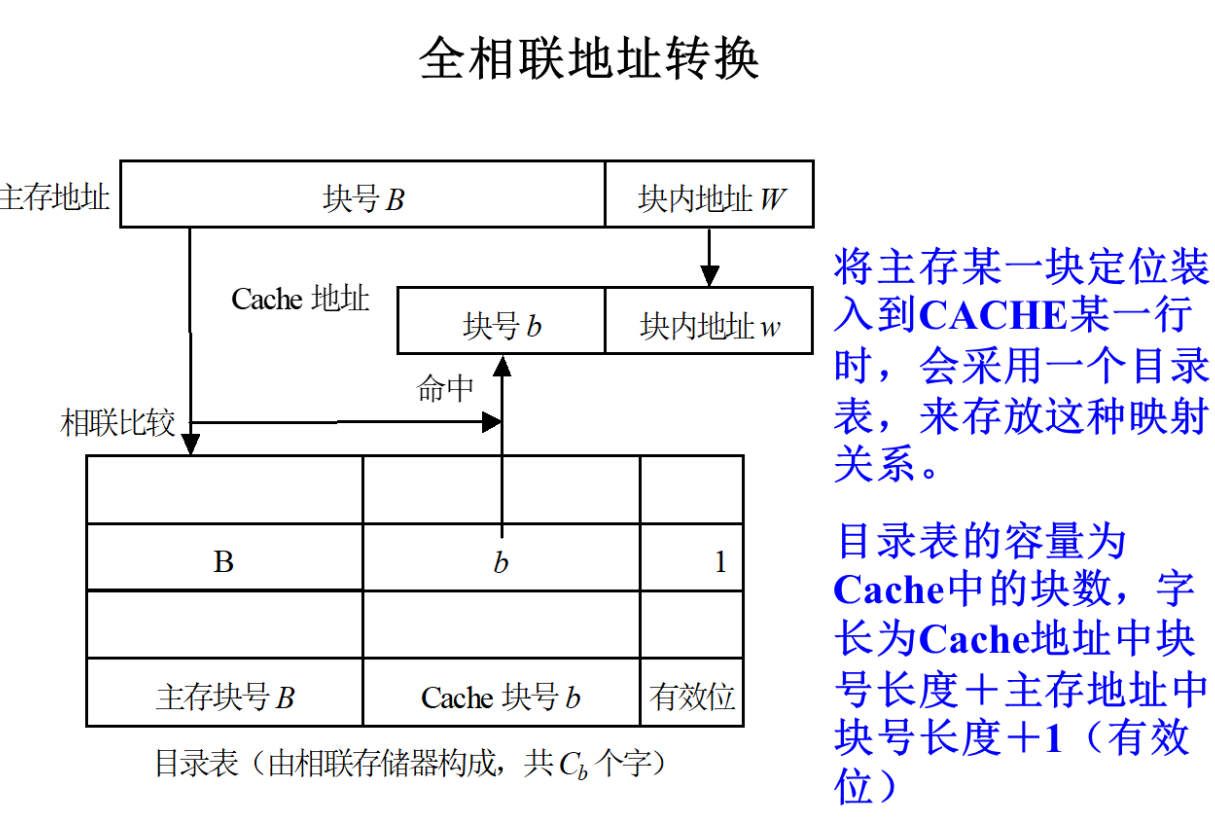 全相联地址转换
主存地址
块号 B
块内地址 W
Cache 地址
块号 b
块内地址 w
命中
相联比较
B
b
1
主存块号 B
Cache 块号 b
有效位
目录表（由相联存储器构成，共 Cb 个字）
将主存某一块定位装
入到CACHE某一行
时，会采用一个目录
表，来存放这种映射
关系。
目录表的容量为
Cache中的块数，字
长为Cache地址中块
号长度＋主存地址中
块号长度＋1（有效
位）